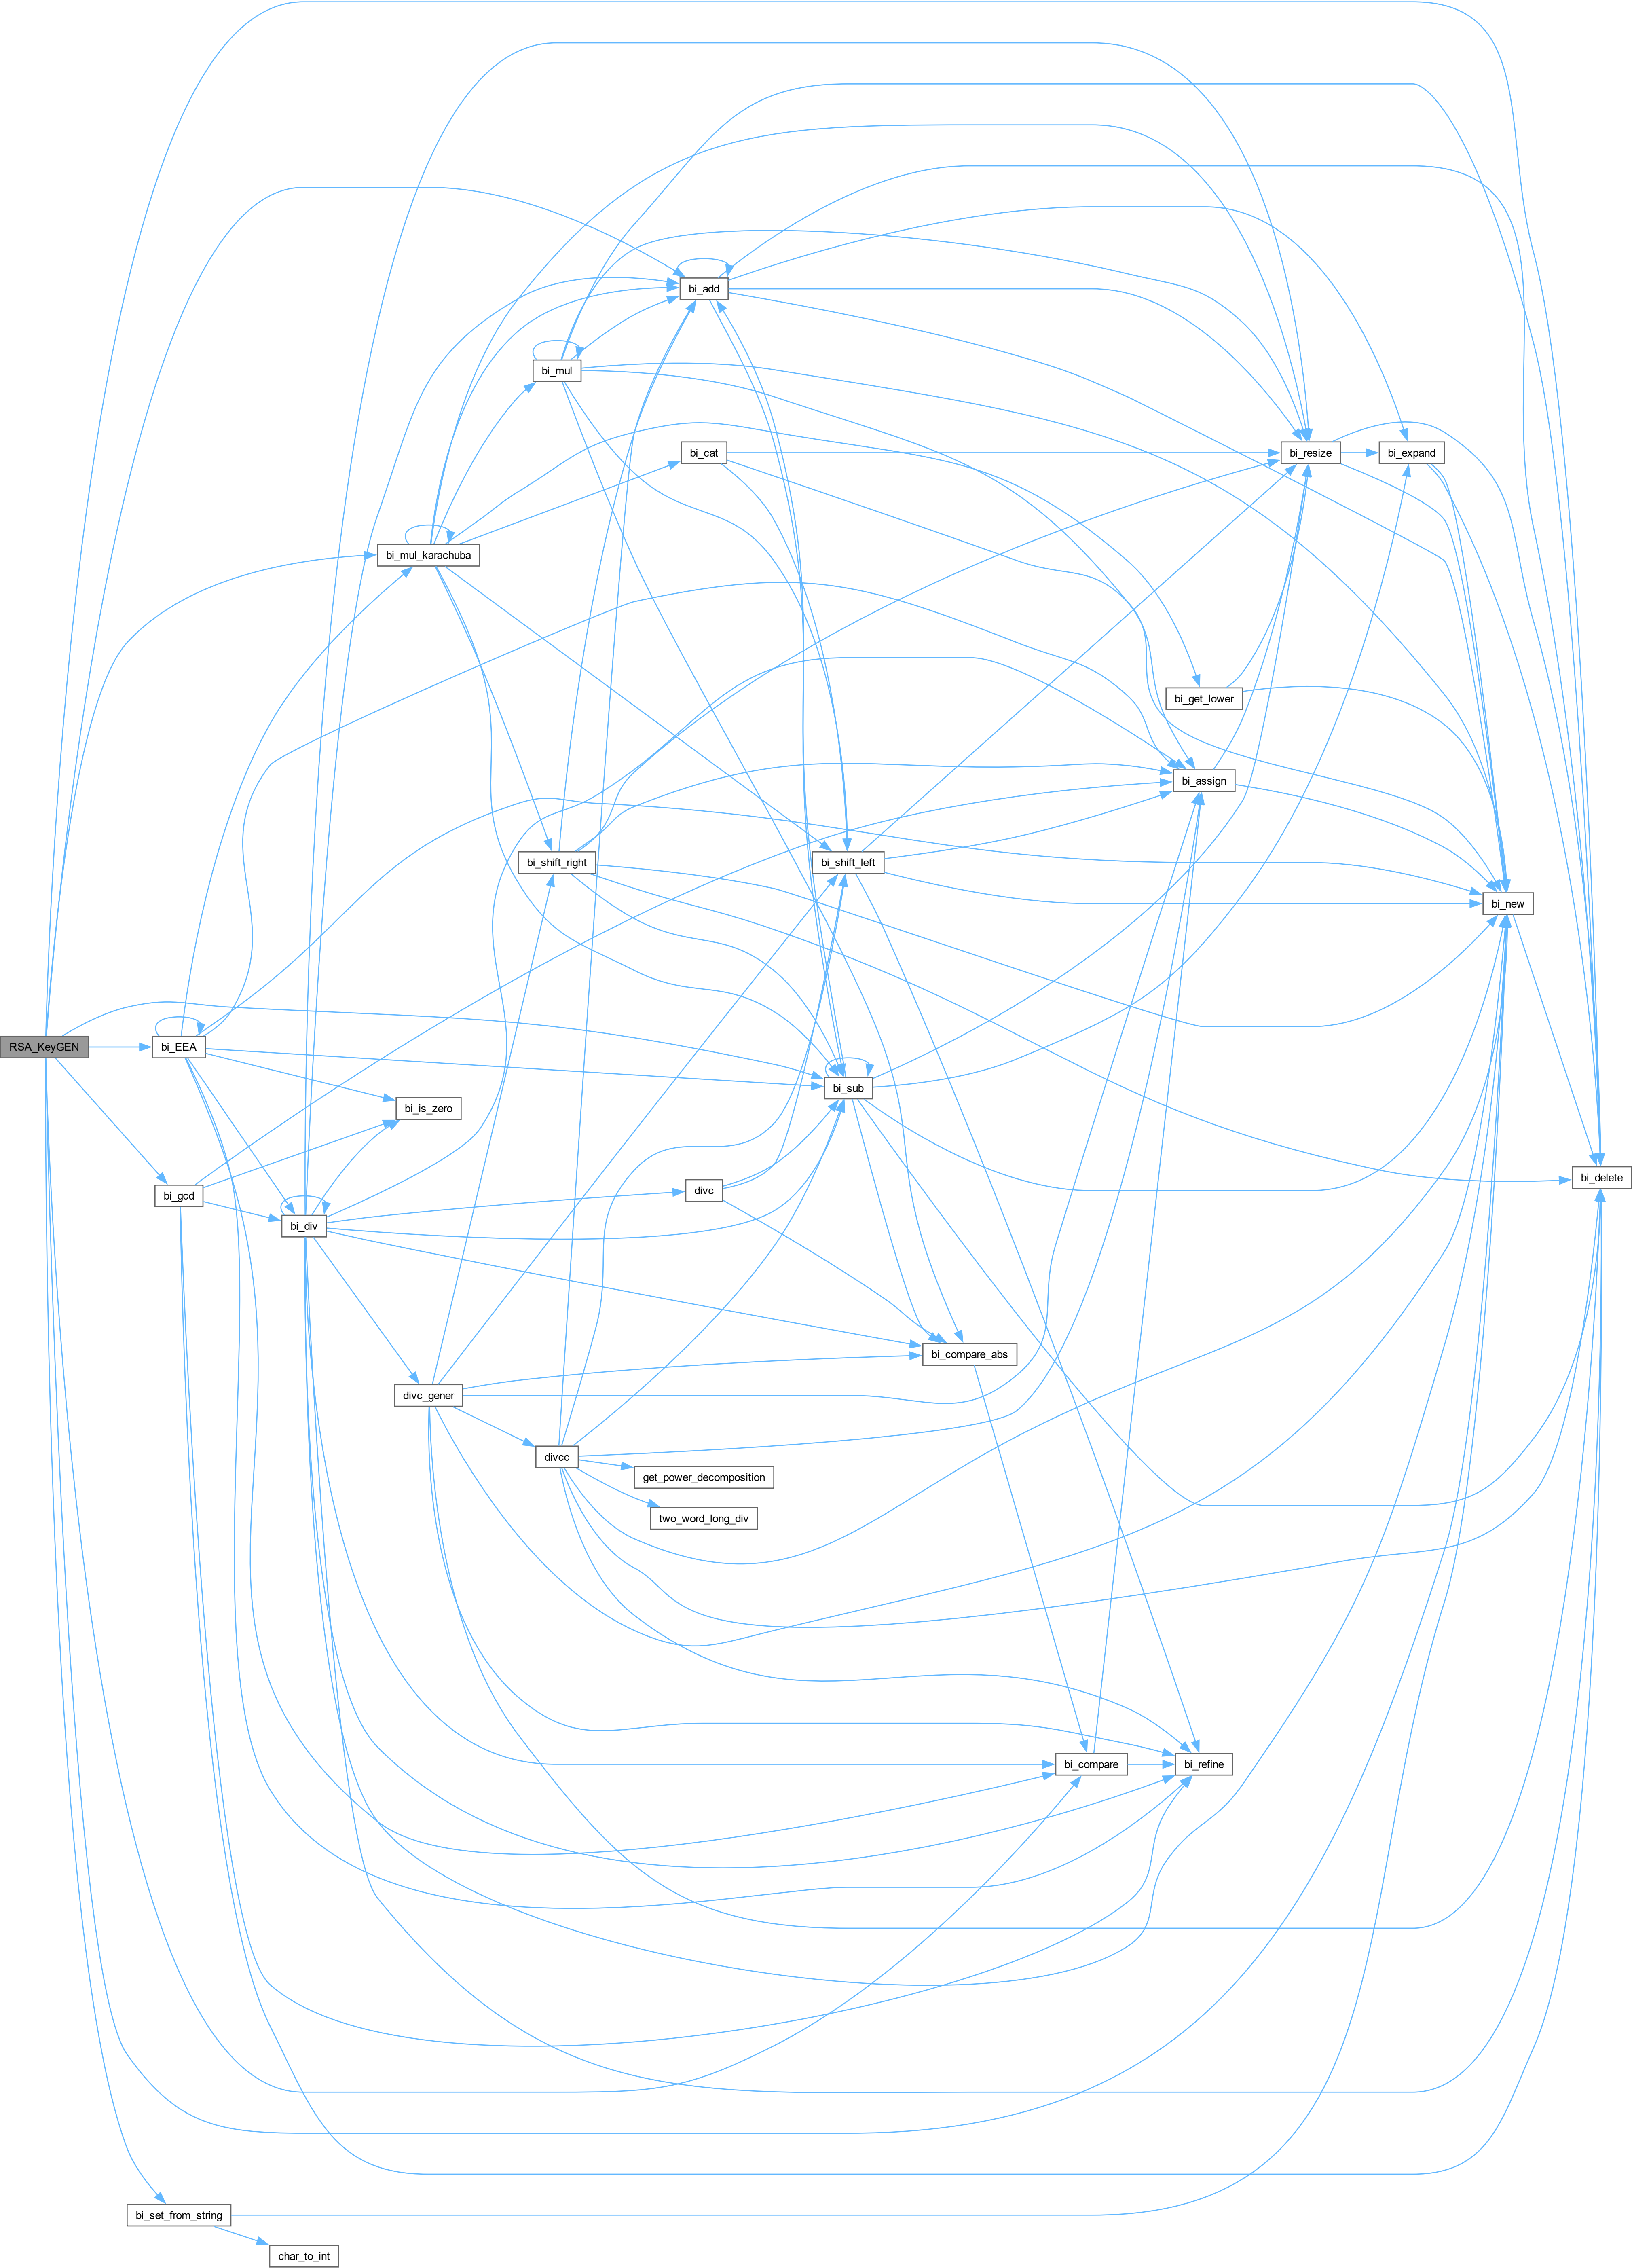 bi_add
bi_mul
bi_cat
bi_resize
bi_expand
bi_mul_karachuba
bi_get_lower
bi_assign
bi_shift_right
bi_shift_left
bi_new
RSA_KeyGEN
bi_EEA
bi_sub
bi_is_zero
bi_delete
bi_gcd
divc
bi_div
bi_compare_abs
divc_gener
divcc
get_power_decomposition
two_word_long_div
bi_compare
bi_refine
bi_set_from_string
char_to_int